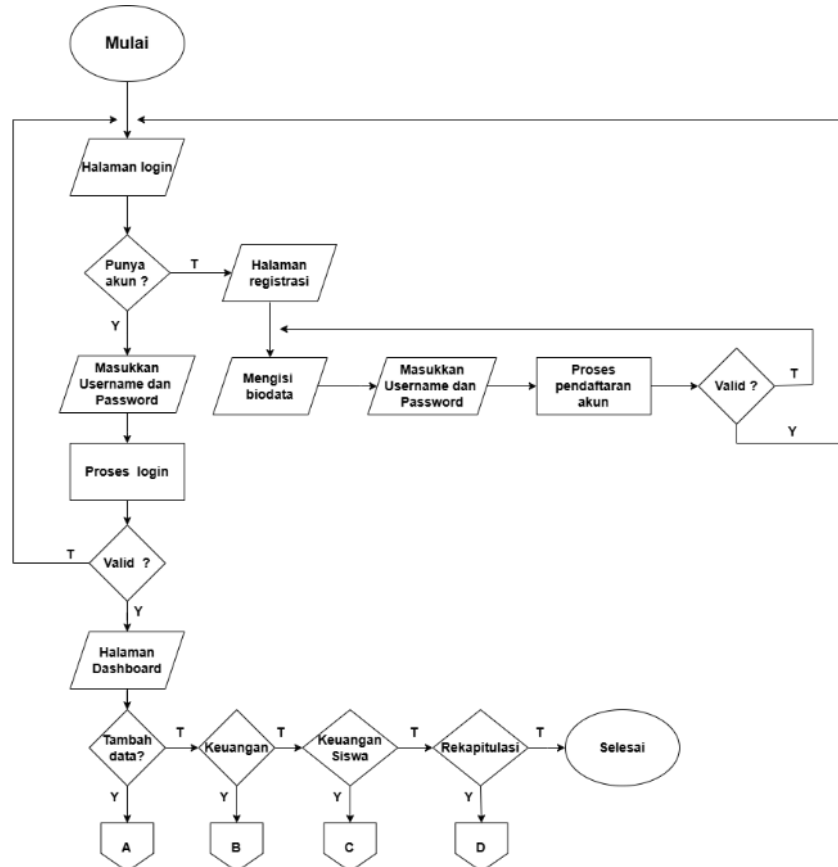 Mulai
Halaman login
Punya
akun ?
T
Halaman
registrasi
Y
Masukkan
Username dan
Password
Mengisi
biodata
Masukkan
Username dan
Password
Proses
pendaftaran
akun
Valid ?
T
Y
Proses login
Valid ?
T
Y
Halaman
Dashboard
Tambah
data?
T
Keuangan
T
Keuangan
Siswa
T
Rekapitulasi
T
Selesai
Y
Y
Y
Y
A
B
C
D